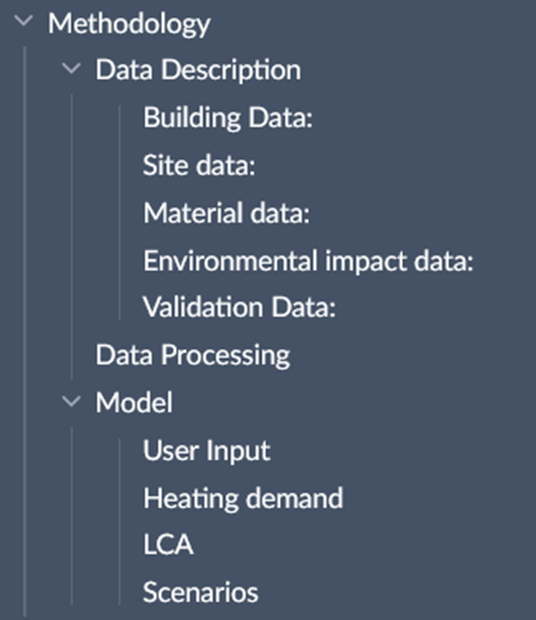 Methodology
Data Description
Building Data:
Site data:
Material data:
Environmental impact data:
Validation Data:
Data Processing
Model
User Input
Heating demand
LCA
Scenarios